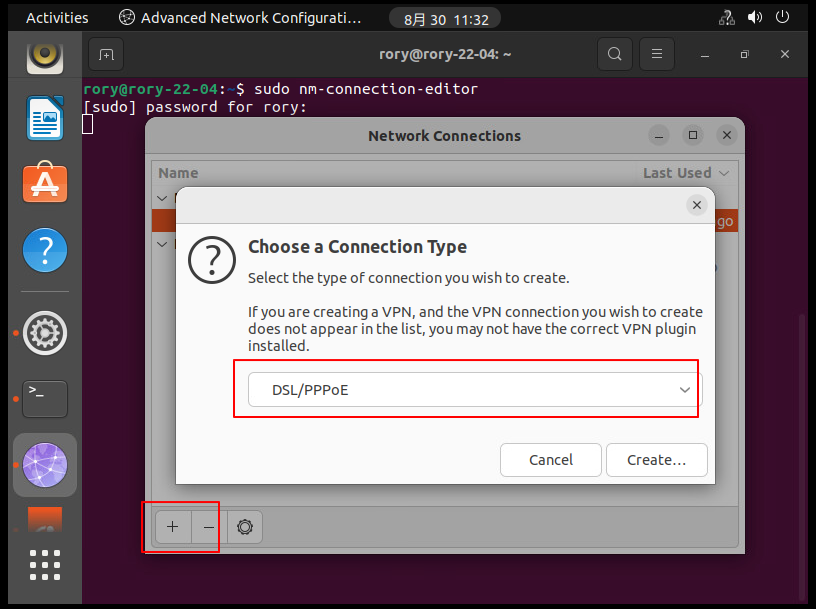 Activities
Advanced Network Configurati...
8月 30 11:32
rory@rory-22-04: ~
rory@rory-22-04:~$ sudo nm-connection-editor
[sudo] password for rory:
Network Connections
Name
Last Used
go
Choose a Connection Type
Select the type of connection you wish to create.
If you are creating a VPN, and the VPN connection you wish to create
does not appear in the list, you may not have the correct VPN plugin
installed.
DSL/PPPoE
Cancel
Create...